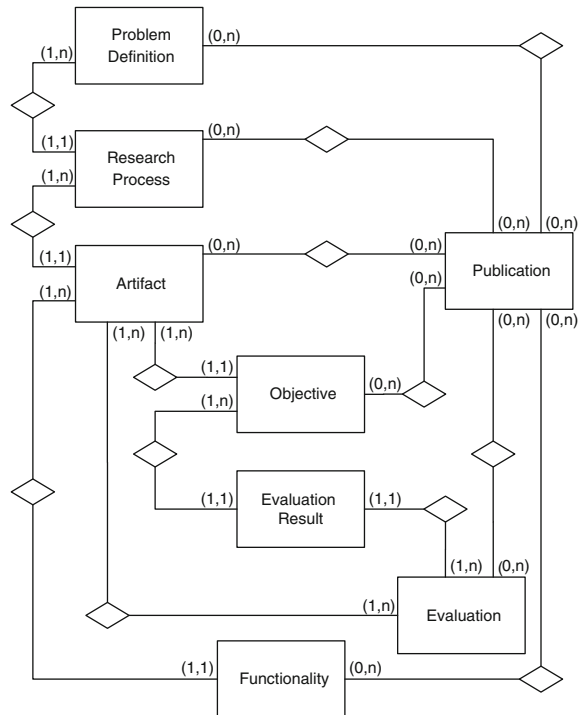 Problem
Definition
(0,n)
(1,n)
(1,1)
(0,n)
Research
Process
(1,n)
(0,n)
(0,n)
(1,1)
(0,n)
(0,n)
Artifact
Publication
(1,n)
(0,n)
(1,n)
(1,n)
(0,n)
(0,n)
(1,1)
Objective
(0,n)
(1,n)
(1,1)
Evaluation
Result
(1,1)
(1,n)
(0,n)
(1,n)
Evaluation
(1,1)
Functionality
(0,n)